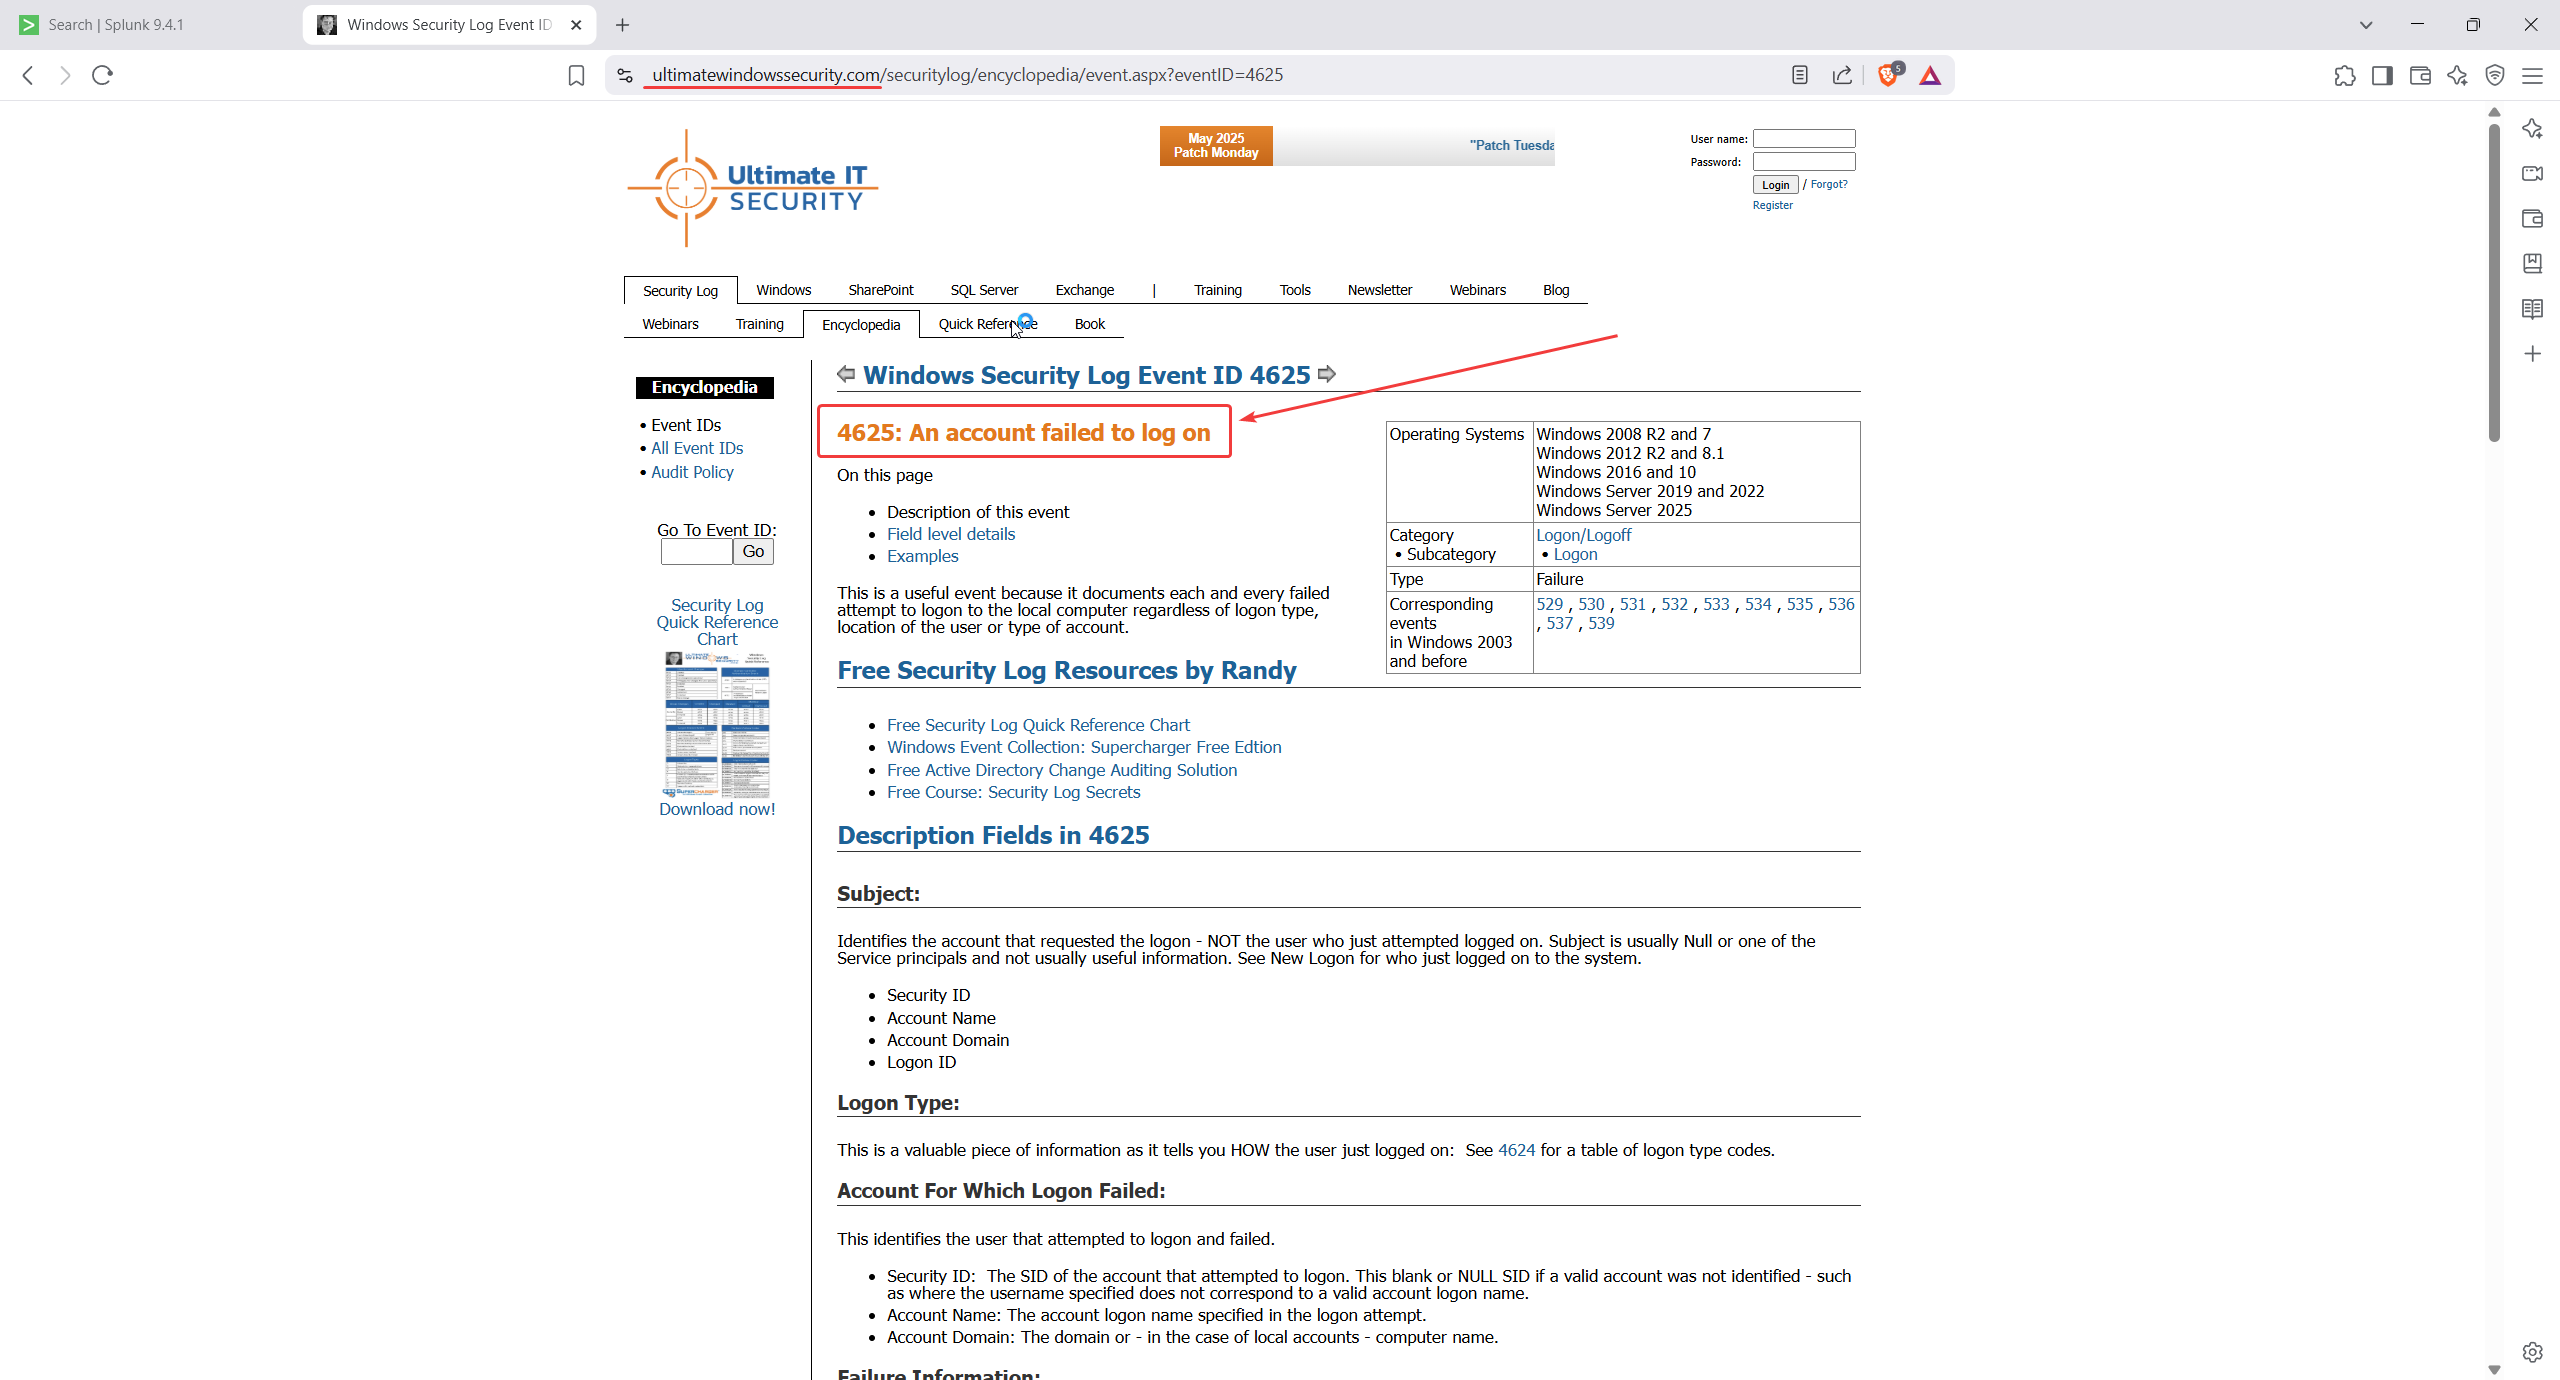 Search | Splunk 9.4.1
Windows Security Log Event ID
ultimatewindowssecurity.com/securitylog/encyclopedia/event.aspx?eventID=4625
5
Ultimate IT
SECURITY
May 2025
Patch Monday
"Patch Tuesda
User name:
Password:
Login / Forgot?
Register
Security Log Windows SharePoint SQL Server Exchange | Training Tools Newsletter Webinars Blog
Webinars Training Encyclopedia Quick Reference Book
Encyclopedia
• Event IDs
• All Event IDs
• Audit Policy
Go To Event ID:
Go
Security Log
Quick Reference
Chart
Download now!
Windows Security Log Event ID 4625
4625: An account failed to log on
On this page
• Description of this event
• Field level details
• Examples
This is a useful event because it documents each and every failed
attempt to logon to the local computer regardless of logon type,
location of the user or type of account.
Operating Systems Windows 2008 R2 and 7
Windows 2012 R2 and 8.1
Windows 2016 and 10
Windows Server 2019 and 2022
Windows Server 2025
Category Logon/Logoff
• Subcategory • Logon
Type Failure
Corresponding 529 , 530 , 531 , 532 , 533 , 534 , 535 , 536
events , 537 , 539
in Windows 2003
and before
Free Security Log Resources by Randy
• Free Security Log Quick Reference Chart
• Windows Event Collection: Supercharger Free Edtion
• Free Active Directory Change Auditing Solution
• Free Course: Security Log Secrets
Description Fields in 4625
Subject:
Identifies the account that requested the logon - NOT the user who just attempted logged on. Subject is usually Null or one of the
Service principals and not usually useful information. See New Logon for who just logged on to the system.
• Security ID
• Account Name
• Account Domain
• Logon ID
Logon Type:
This is a valuable piece of information as it tells you HOW the user just logged on: See 4624 for a table of logon type codes.
Account For Which Logon Failed:
This identifies the user that attempted to logon and failed.
• Security ID: The SID of the account that attempted to logon. This blank or NULL SID if a valid account was not identified - such
as where the username specified does not correspond to a valid account logon name.
• Account Name: The account logon name specified in the logon attempt.
• Account Domain: The domain or - in the case of local accounts - computer name.
Failure Information: